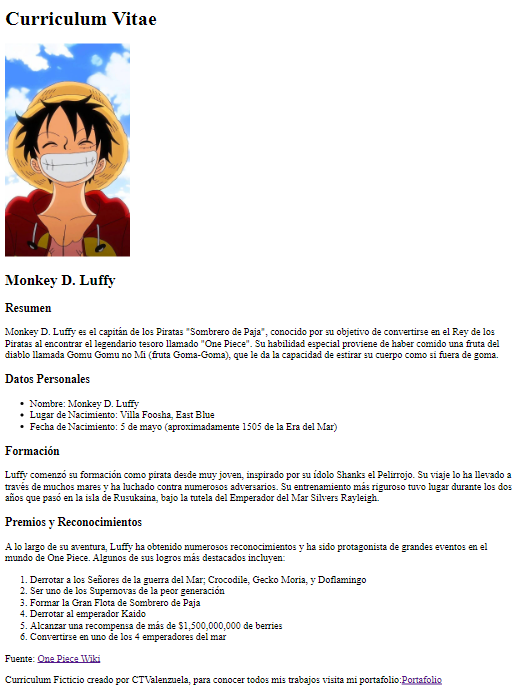 Curriculum Vitae
Monkey D. Luffy
Resumen
Monkey D. Luffy es el capitán de los Piratas "Sombrero de Paja", conocido por su objetivo de convertirse en el Rey de los
Piratas al encontrar el legendario tesoro llamado "One Piece". Su habilidad especial proviene de haber comido una fruta del
diablo llamada Gomu Gomu no Mi (fruta Goma-Goma), que le da la capacidad de estirar su cuerpo como si fuera de goma.
Datos Personales
• Nombre: Monkey D. Luffy
• Lugar de Nacimiento: Villa Foosha, East Blue
• Fecha de Nacimiento: 5 de mayo (aproximadamente 1505 de la Era del Mar)
Formación
Luffy comenzó su formación como pirata desde muy joven, inspirado por su ídolo Shanks el Pelirrojo. Su viaje lo ha llevado a
través de muchos mares y ha luchado contra numerosos adversarios. Su entrenamiento más riguroso tuvo lugar durante los dos
años que pasó en la isla de Rusukaina, bajo la tutela del Emperador del Mar Silvers Rayleigh.
Premios y Reconocimientos
A lo largo de su aventura, Luffy ha obtenido numerosos reconocimientos y ha sido protagonista de grandes eventos en el
mundo de One Piece. Algunos de sus logros más destacados incluyen:
1. Derrotar a los Señores de la guerra del Mar; Crocodile, Gecko Moria, y Doflamingo
2. Ser uno de los Supernovas de la peor generación
3. Formar la Gran Flota de Sombrero de Paja
4. Derrotar al emperador Kaido
5. Alcanzar una recompensa de más de $1,500,000,000 de berries
6. Convertirse en uno de los 4 emperadores del mar
Fuente: One Piece Wiki
Curriculum Ficticio creado por CTValenzuela, para conocer todos mis trabajos visita mi portafolio:Portafolio